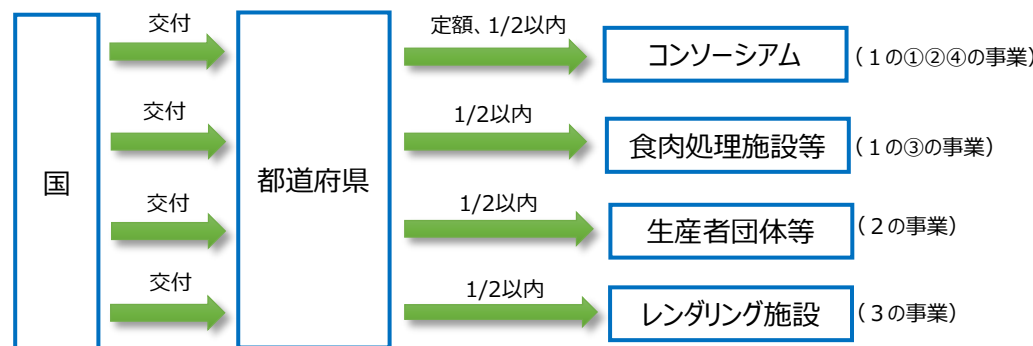 国
都道府県
交付
定額、1/2以内
コンソーシアム
（１の①②④の事業）
交付
1/2以内
食肉処理施設等
（１の③の事業）
交付
1/2以内
生産者団体等
（２の事業）
交付
1/2以内
レンダリング施設
（３の事業）